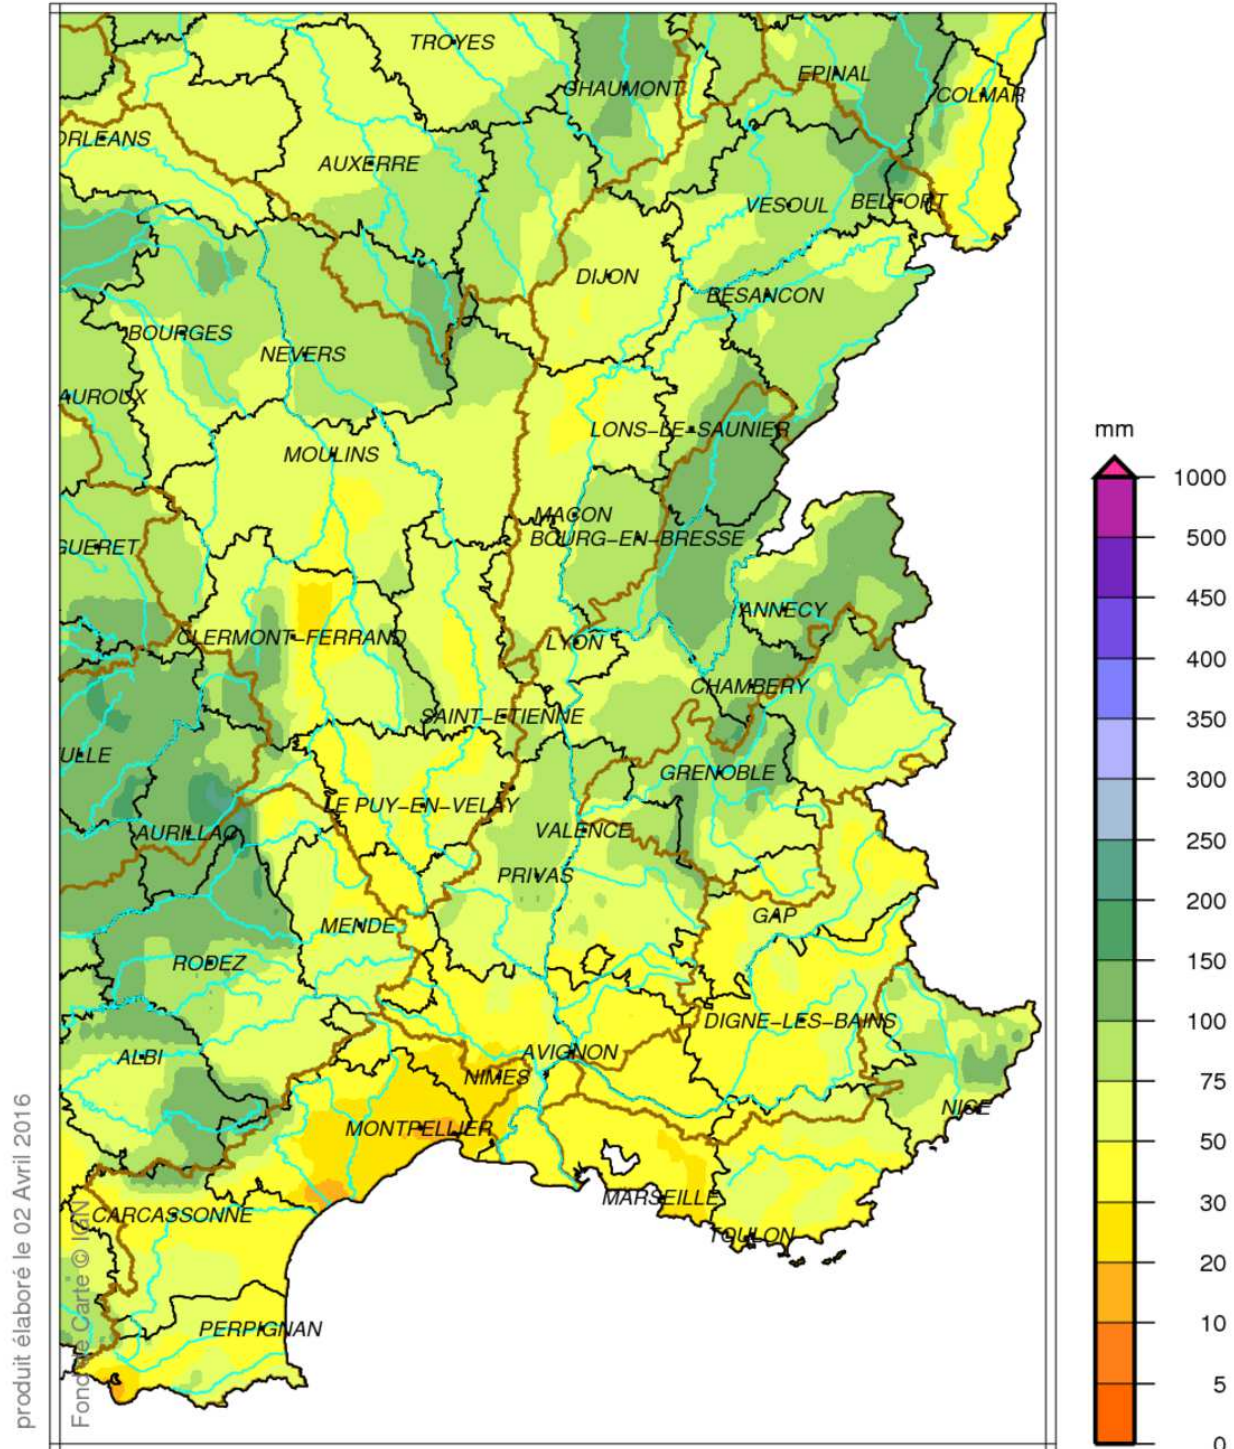 TROYES
CHAUMONT
EPINAL
COLMAR
ORLEANS
AUXERRE
VESOUL
BELFORT
DIJON
BESANCON
BOURGES
NEVERS
AUROUX
LONS-LE-SAUNIER
MOULINS
MACON
BOURG-EN-BRESSE
GUERET
ANNECY
CLERMONT-FERRAND
LYON
CHAMBERY
SAINT-ETIENNE
ULLE
GRENOBLE
LE PUY-EN-VELAY
AURILLAC
VALENCE
PRIVAS
GAP
MENDE
RODEZ
DIGNE-LES-BAINS
ALBI
AVIGNON
NIMES
NICE
MONTPELLIER
MARSEILLE
CARCASSONNE
TOULON
PERPIGNAN
mm
1000
500
450
400
350
300
250
200
150
100
75
50
30
20
10
5
0
produit élaboré le 02 Avril 2016
Fond de Carte © IGN